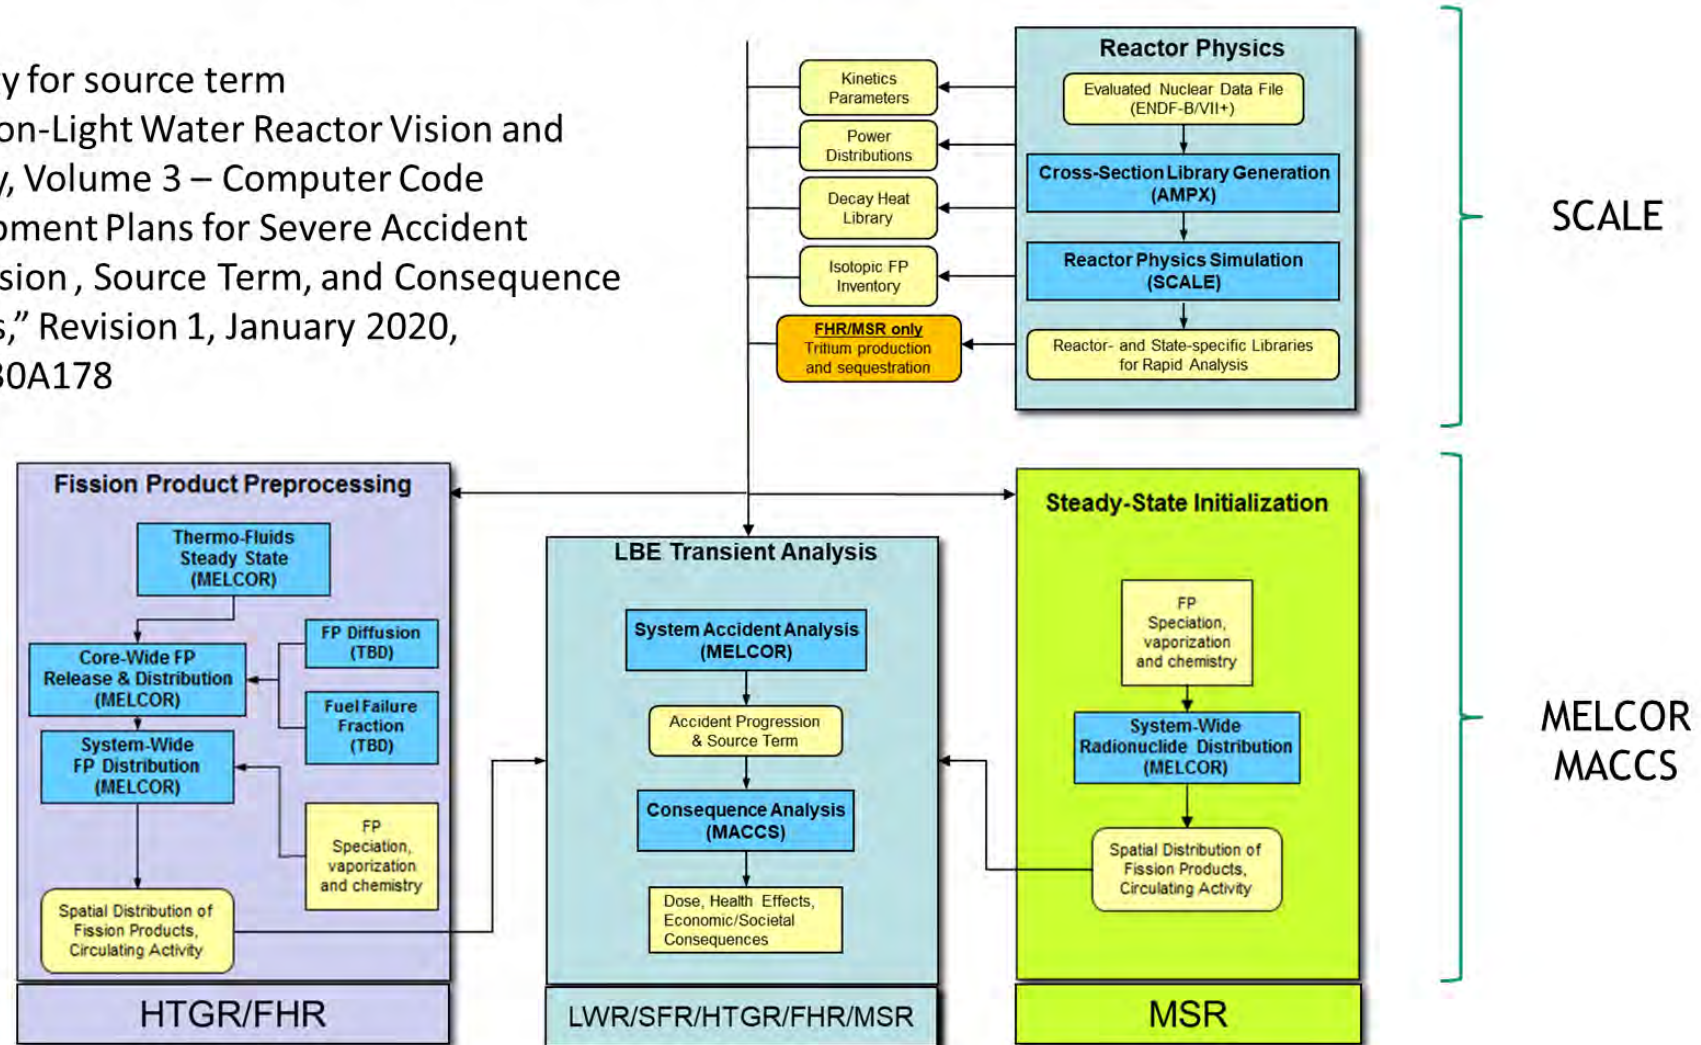 y for source term
on-Light Water Reactor Vision and
y, Volume 3 – Computer Code
pment Plans for Severe Accident
sion , Source Term, and Consequence
s,” Revision 1, January 2020,
30A178
Reactor Physics
Evaluated Nuclear Data File
(ENDF-B/VII+)
Cross-Section Library Generation
(AMPX)
Reactor Physics Simulation
(SCALE)
Reactor- and State-specific Libraries
for Rapid Analysis
Kinetics
Parameters
Power
Distributions
Decay Heat
Library
Isotopic FP
Inventory
FHR/MSR only
Tritium production
and sequestration
SCALE
Fission Product Preprocessing
Thermo-Fluids
Steady State
(MELCOR)
Core-Wide FP
Release & Distribution
(MELCOR)
FP Diffusion
(TBD)
Fuel Failure
Fraction
(TBD)
System-Wide
FP Distribution
(MELCOR)
FP
Speciation,
vaporization
and chemistry
Spatial Distribution of
Fission Products,
Circulating Activity
HTGR/FHR
LBE Transient Analysis
System Accident Analysis
(MELCOR)
Accident Progression
& Source Term
Consequence Analysis
(MACCS)
Dose, Health Effects,
Economic/Societal
Consequences
LWR/SFR/HTGR/FHR/MSR
Steady-State Initialization
FP
Speciation,
vaporization
and chemistry
System-Wide
Radionuclide Distribution
(MELCOR)
Spatial Distribution of
Fission Products,
Circulating Activity
MSR
MELCOR
MACCS